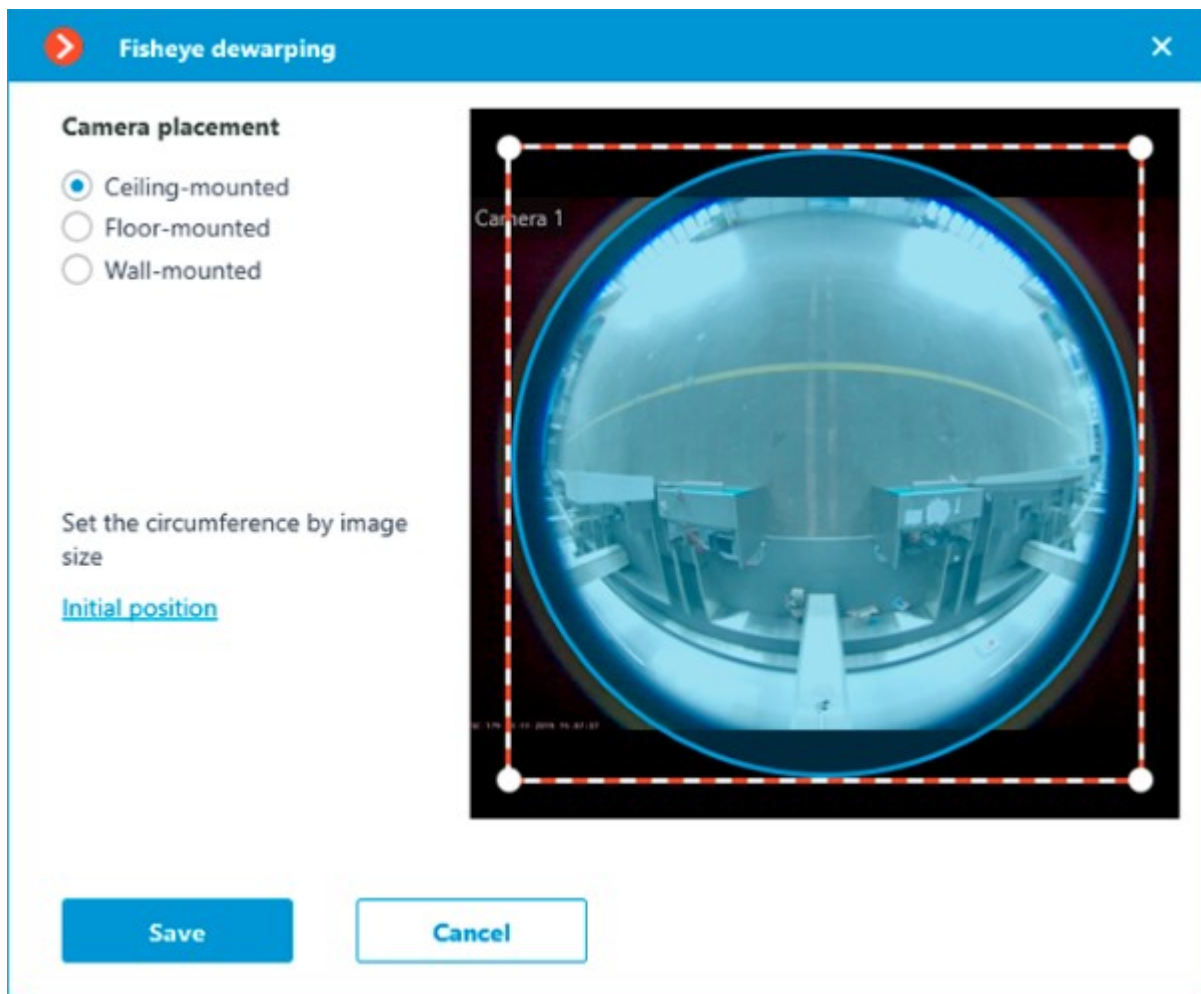 Fisheye dewarping
Camera placement
Ceiling-mounted
Floor-mounted
Wall-mounted
Camera 1
Set the circumference by image
size
Initial position
Save
Cancel